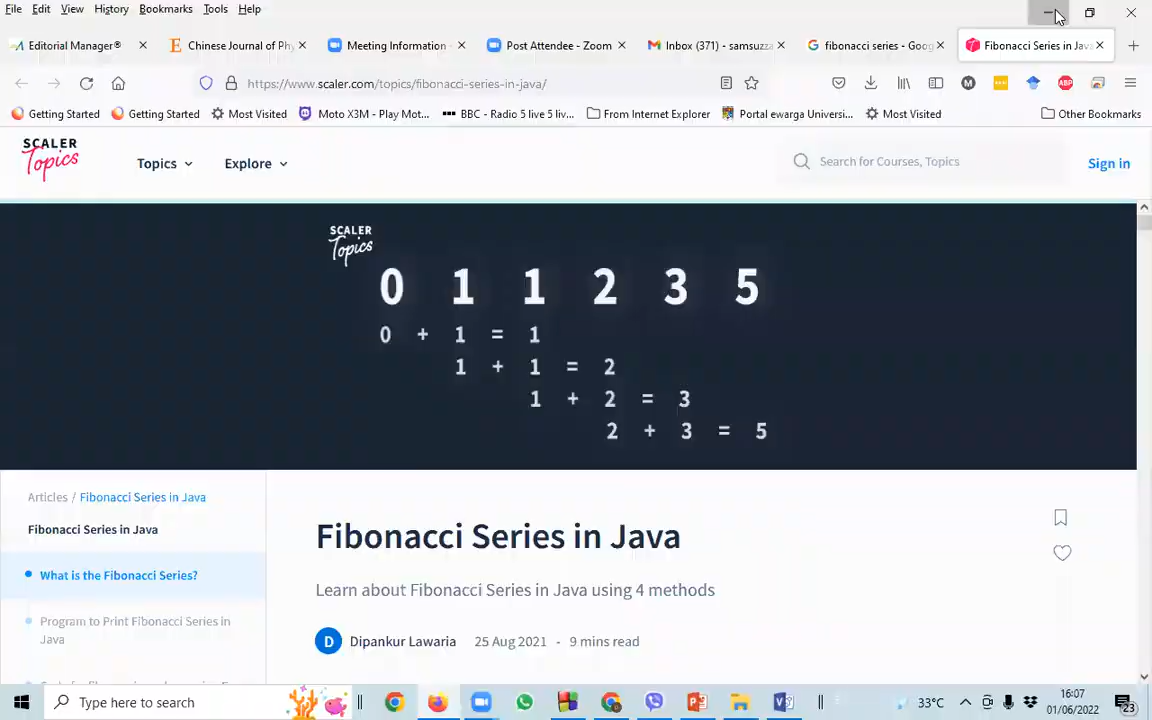 File Edit View History Bookmarks Tools Help
Editorial Manager® Chinese Journal of Phy Meeting Information - Post Attendee - Zoom Inbox (371) - samsuzza fibonacci series - Goog Fibonacci Series in Java
https://www.scaler.com/topics/fibonacci-series-in-java/
Getting Started Getting Started Most Visited Moto X3M - Play Mot... BBC - Radio 5 live 5 liv... From Internet Explorer Portal ewarga Universi... Most Visited Other Bookmarks
SCALER
Topics
Topics Explore Search for Courses, Topics Sign in
SCALER
Topics
0 1 1 2 3 5
0 + 1 = 1
1 + 1 = 2
1 + 2 = 3
2 + 3 = 5
Articles / Fibonacci Series in Java
Fibonacci Series in Java
What is the Fibonacci Series?
Program to Print Fibonacci Series in
Java
Fibonacci Series in Java
Learn about Fibonacci Series in Java using 4 methods
D Dipankur Lawaria 25 Aug 2021 - 9 mins read
Type here to search 33°C 16:07
01/06/2022 23